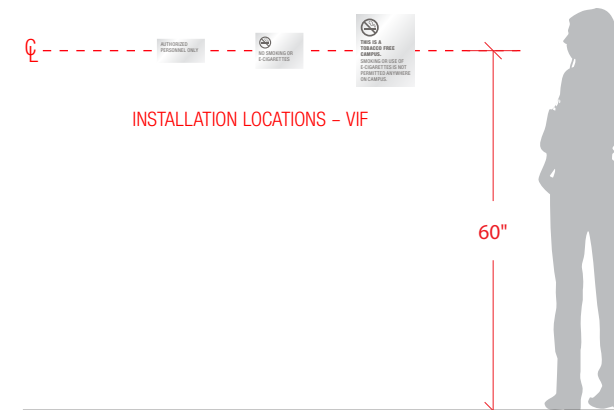 ℄
AUTHORIZED
PERSONNEL ONLY
NO SMOKING OR
E-CIGARETTES
THIS IS A
TOBACCO FREE
CAMPUS.
SMOKING OR USE OF
E-CIGARETTES IS NOT
PERMITTED ANYWHERE
ON CAMPUS.
INSTALLATION LOCATIONS – VIF
60"